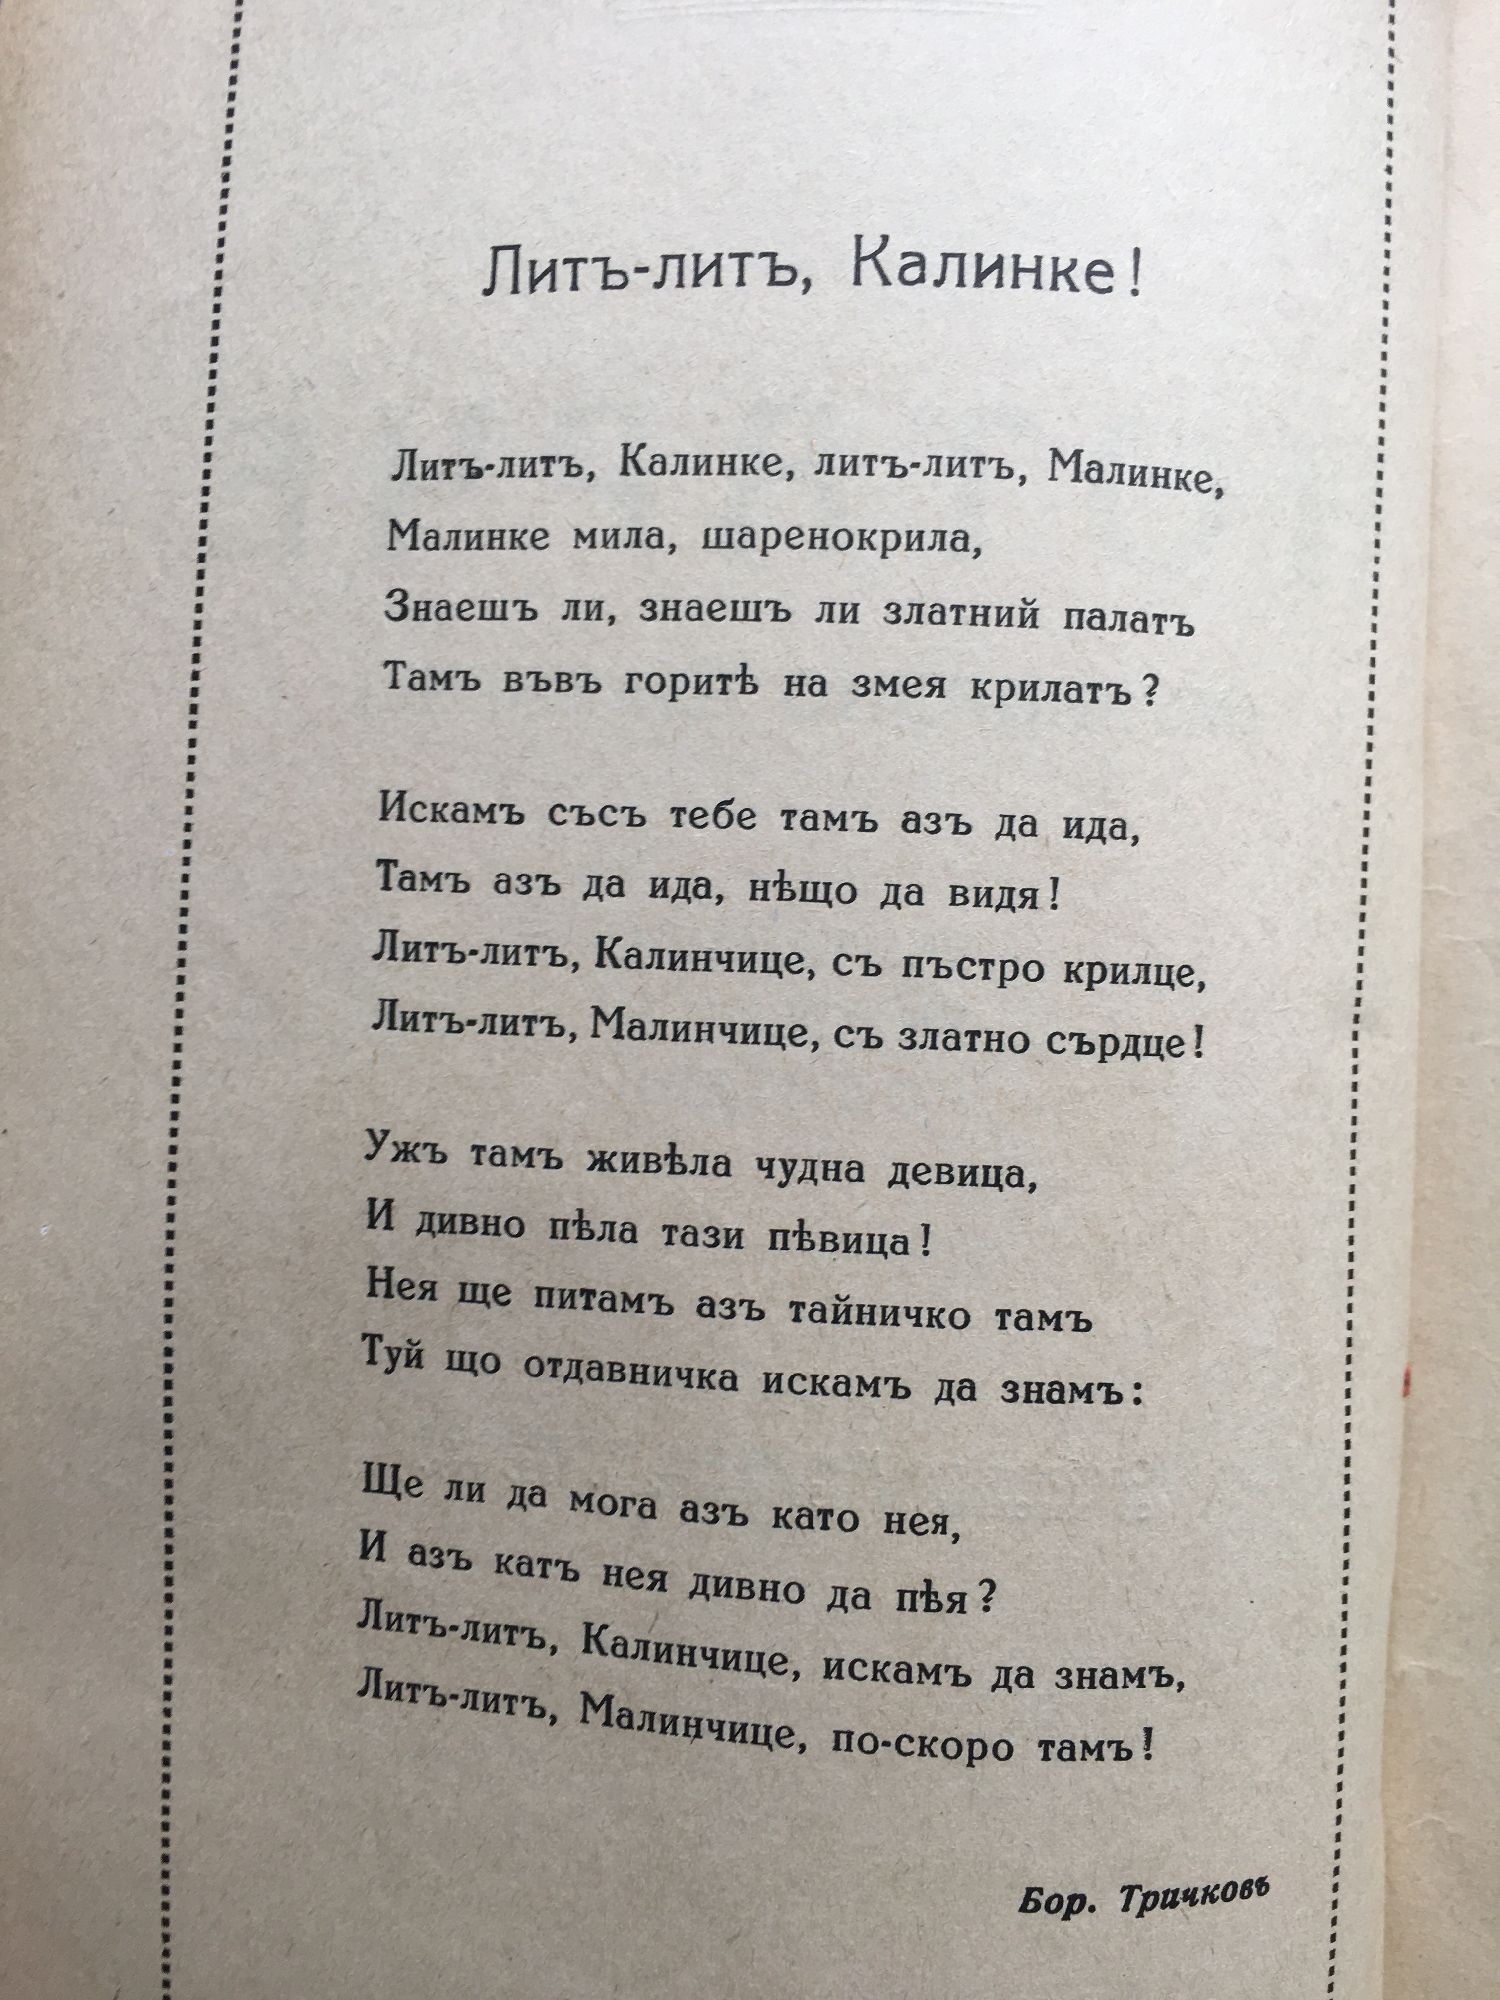 Литъ-литъ, Калинке!
Литъ-литъ, Калинке, литъ-литъ, Малинке,
Малинке мила, шаренокрила,
Знаешъ ли, знаешъ ли златний палатъ
Тамъ въвъ горитѣ на змея крилатъ?
Искамъ съсъ тебе тамъ азъ да ида,
Тамъ азъ да ида, нѣщо да видя!
Литъ-литъ, Калинчице, съ пъстро крилце,
Литъ-литъ, Малинчице, съ златно сърдце!
Ужъ тамъ живѣла чудна девица,
И дивно пѣла тази пѣвица!
Нея ще питамъ азъ тайничко тамъ
Туй що отдавничка искамъ да знамъ:
Ще ли да мога азъ като нея,
И азъ катъ нея дивно да пѣя?
Литъ-литъ, Калинчице, искамъ да знамъ,
Литъ-литъ, Малинчице, по-скоро тамъ!
Бор. Тричковъ